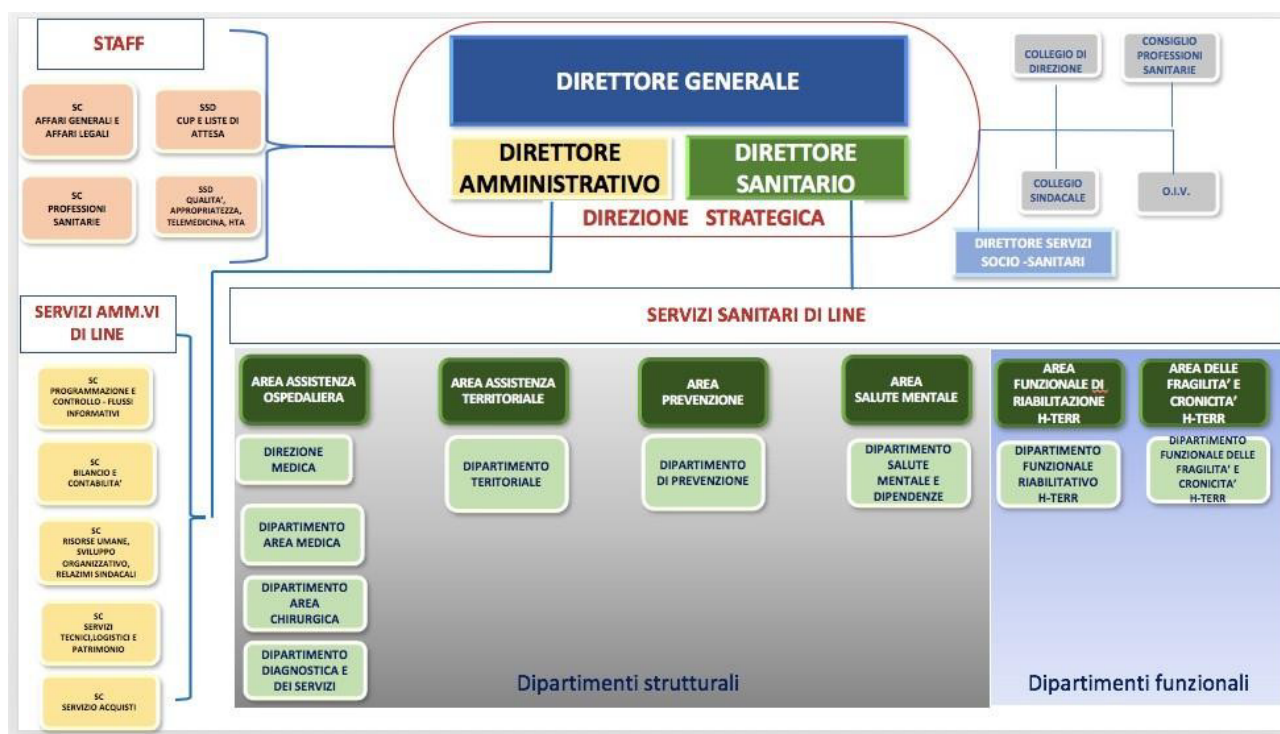 STAFF
SC
AFFARI GENERALI E
AFFARI LEGALI
SSD
CUP E LISTE DI
ATTESA
SC
PROFESSIONI
SANITARIE
SSD
QUALITA',
APPROPRIATEZZA,
TELEMEDICINA, HTA
DIRETTORE GENERALE
DIRETTORE
AMMINISTRATIVO
DIRETTORE
SANITARIO
DIREZIONE STRATEGICA
COLLEGIO DI
DIREZIONE
CONSIGLIO
PROFESSIONI
SANITARIE
COLLEGIO
SINDACALE
O.I.V.
DIRETTORE SERVIZI
SOCIO -SANITARI
SERVIZI AMM.VI
DI LINE
SC
PROGRAMMAZIONE E
CONTROLLO - FLUSSI
INFORMATIVI
SC
BILANCIO E
CONTABILITA'
SC
RISORSE UMANE,
SVILUPPO
ORGANIZZATIVO,
RELAZIMI SINDACALI
SC
SERVIZI
TECNICI,LOGISTICI E
PATRIMONIO
SC
SERVIZIO ACQUISTI
SERVIZI SANITARI DI LINE
AREA ASSISTENZA
OSPEDALIERA
DIREZIONE
MEDICA
DIPARTIMENTO
AREA MEDICA
DIPARTIMENTO
AREA
CHIRURGICA
DIPARTIMENTO
DIAGNOSTICA E
DEI SERVIZI
AREA ASSISTENZA
TERRITORIALE
DIPARTIMENTO
TERITORIALE
AREA
PREVENZIONE
DIPARTIMENTO
DI PREVENZIONE
AREA
SALUTE MENTALE
DIPARTIMENTO
SALUTE
MENTALE E
DIPENDENZE
AREA
FUNZIONALE DI
RIABILITAZIONE
H-TERR
DIPARTIMENTO
FUNZIONALE
RIABILITATIVO
H-TERR
AREA DELLE
FRAGILITA' E
CRONICITA'
H-TERR
DIPARTIMENTO
FUNZIONALE DELLE
FRAGILITA' E
CRONICITA'
H-TERR
Dipartimenti strutturali
Dipartimenti funzionali